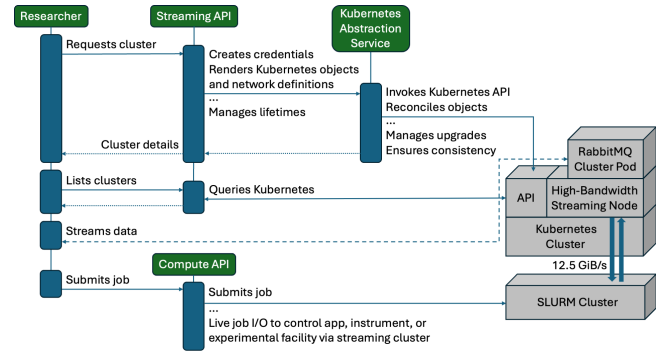 Researcher
Streaming API
Kubernetes
Abstraction
Service
Requests cluster
Creates credentials
Renders Kubernetes objects
and network definitions
...
Manages lifetimes
Invokes Kubernetes API
Reconciles objects
...
Manages upgrades
Ensures consistency
Cluster details
RabbitMQ
Cluster Pod
Lists clusters
Queries Kubernetes
API
High-Bandwidth
Streaming Node
Streams data
Kubernetes
Cluster
12.5 GiB/s
Compute API
Submits job
Submits job
...
Live job I/O to control app, instrument, or
experimental facility via streaming cluster
SLURM Cluster